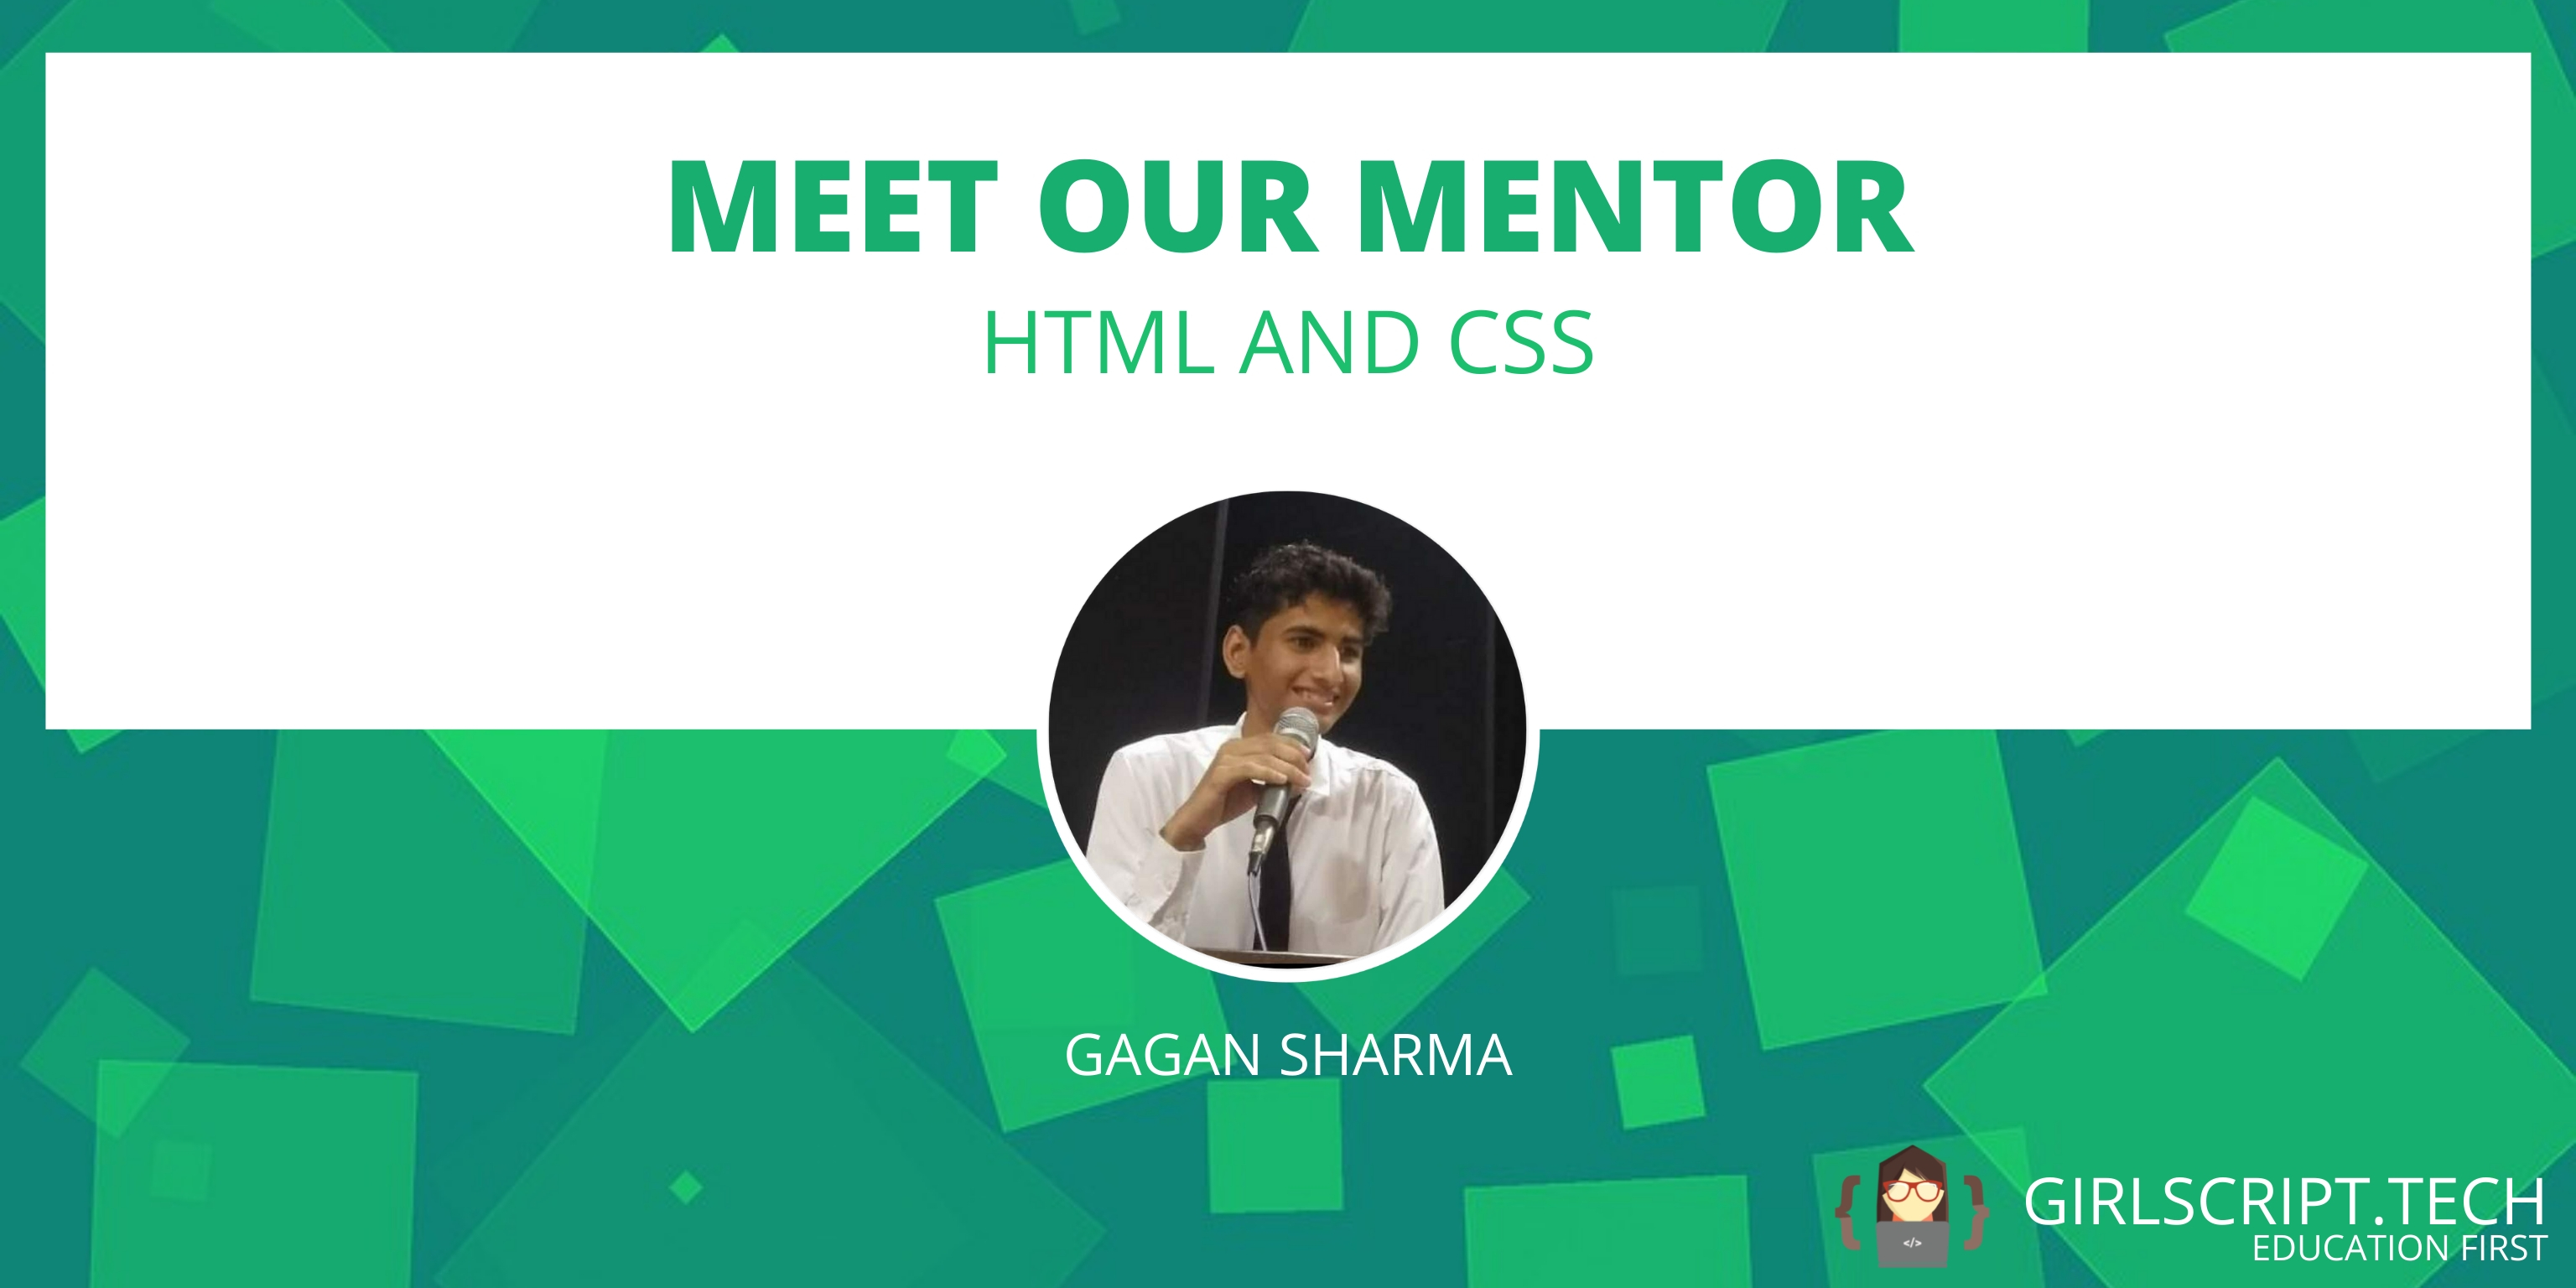 MEET OUR MENTOR
HTML AND CSS
GAGAN SHARMA
</>
GIRLSCRIPT.TECH
EDUCATION FIRST